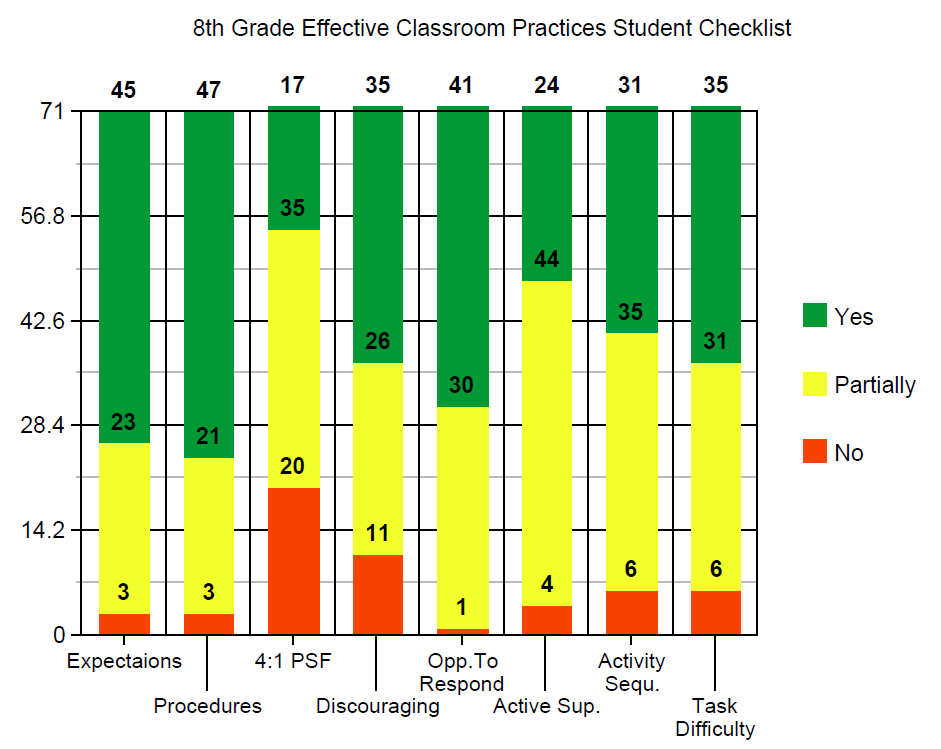 8th Grade Effective Classroom Practices Student Checklist
45 47 17 35 41 24 31 35
71
35
56.8
44
42.6
35
26 31
30
28.4
23 21
20
14.2
11
3 3 1 4 6 6
0
Yes
Partially
No
Expectaions 4:1 PSF Opp.To Activity
Respond Sequ.
Procedures Discouraging Active Sup. Task
Difficulty